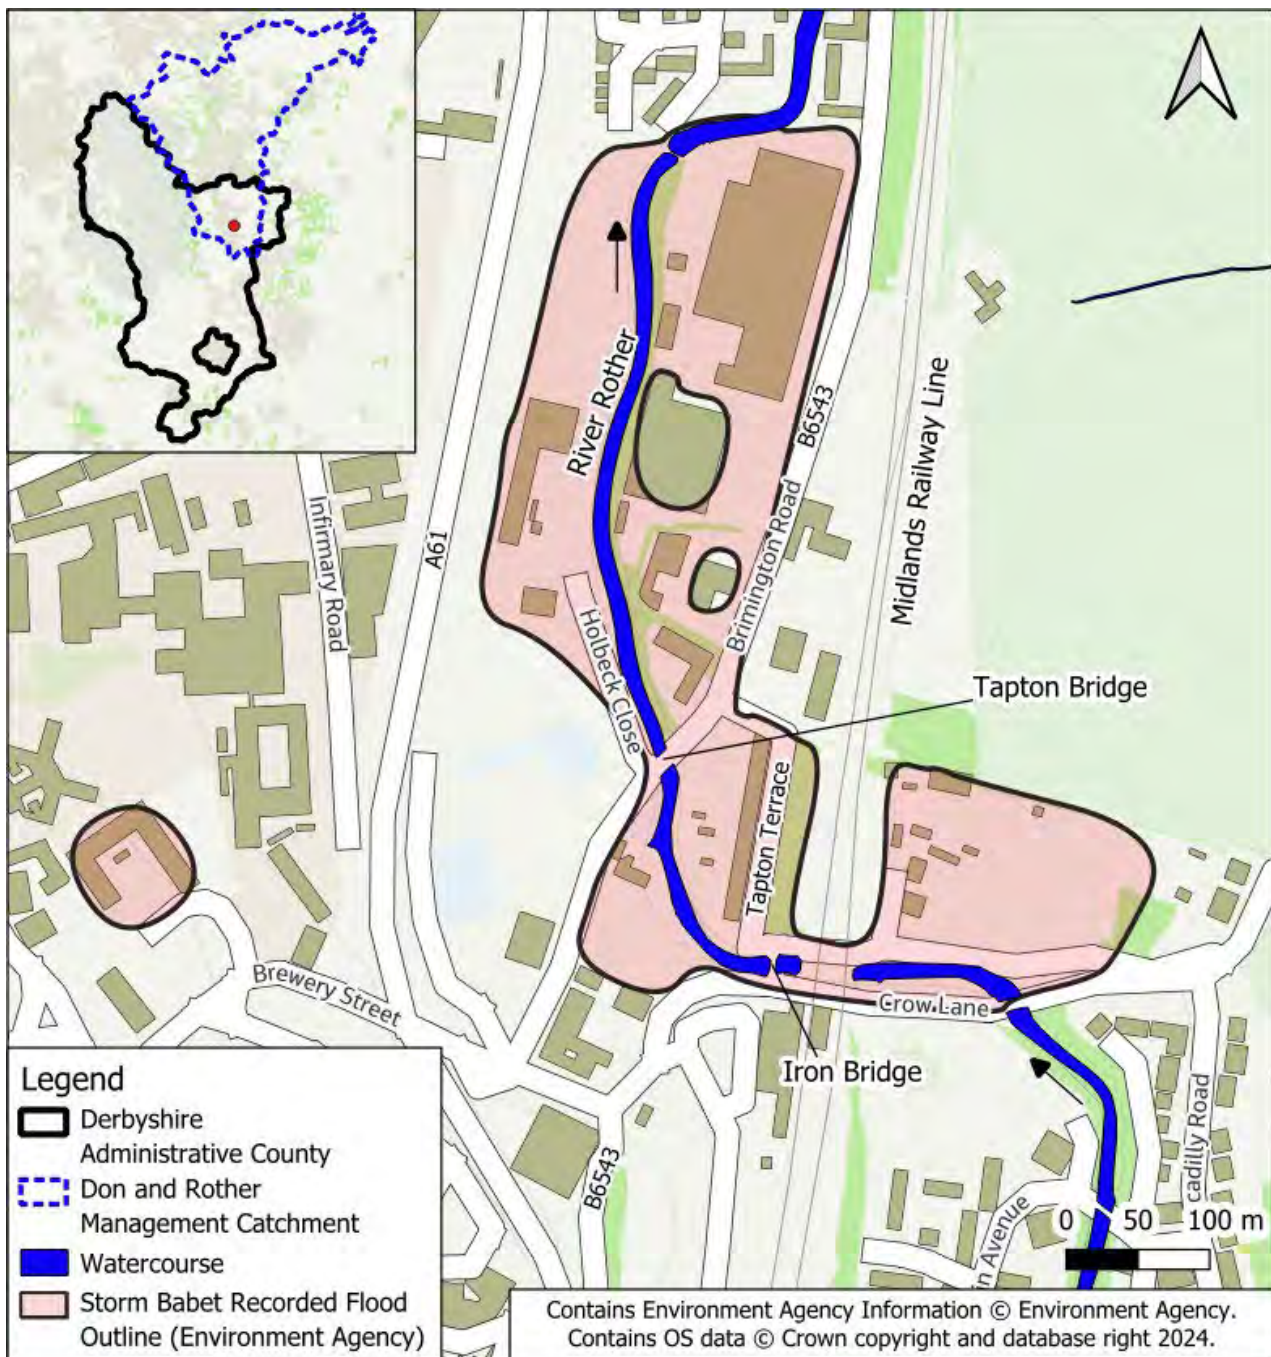 River Rother
B6543
Midlands Railway Line
Infirmary Road
A61
Brimington Road
Holbeck Close
Tapton Bridge
Tapton Terrace
Brewery Street
Crow Lane
Iron Bridge
B6543
cadilly Road
in Avenue
0 50 100 m
Legend
Derbyshire
Administrative County
Don and Rother
Management Catchment
Watercourse
Storm Babet Recorded Flood
Outline (Environment Agency)
Contains Environment Agency Information © Environment Agency.
Contains OS data © Crown copyright and database right 2024.